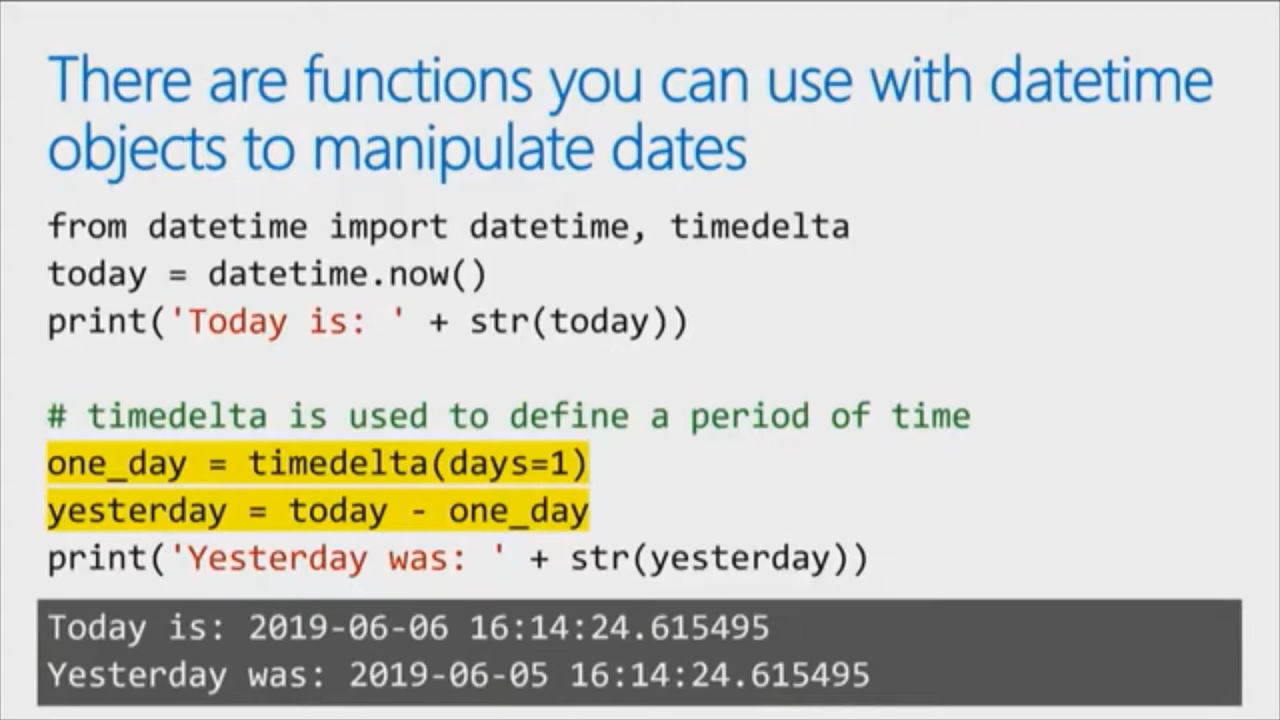 There are functions you can use with datetime
objects to manipulate dates
from datetime import datetime, timedelta
today = datetime.now()
print('Today is: ' + str(today))
# timedelta is used to define a period of time
one_day = timedelta(days=1)
yesterday = today - one_day
print('Yesterday was: ' + str(yesterday))
Today is: 2019-06-06 16:14:24.615495
Yesterday was: 2019-06-05 16:14:24.615495